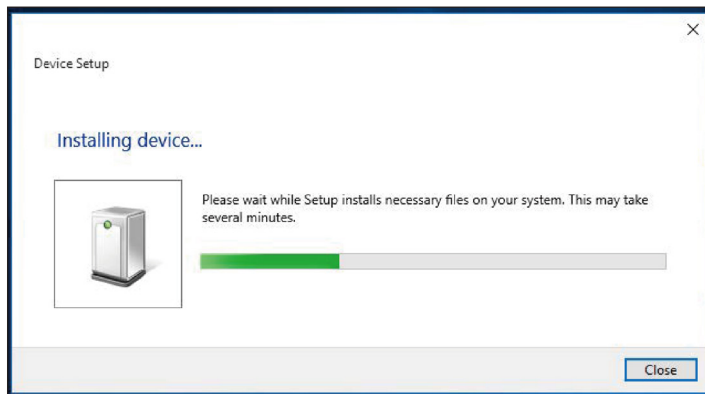 Device Setup
Installing device...
Please wait while Setup installs necessary files on your system. This may take
several minutes.
Close